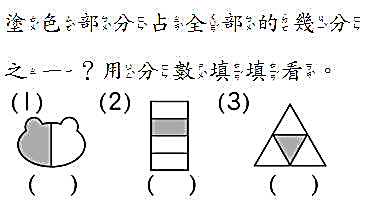 塗色部分占全部的幾分
之一？用分數填填看。
(1) (2) (3)
( ) ( ) ( )